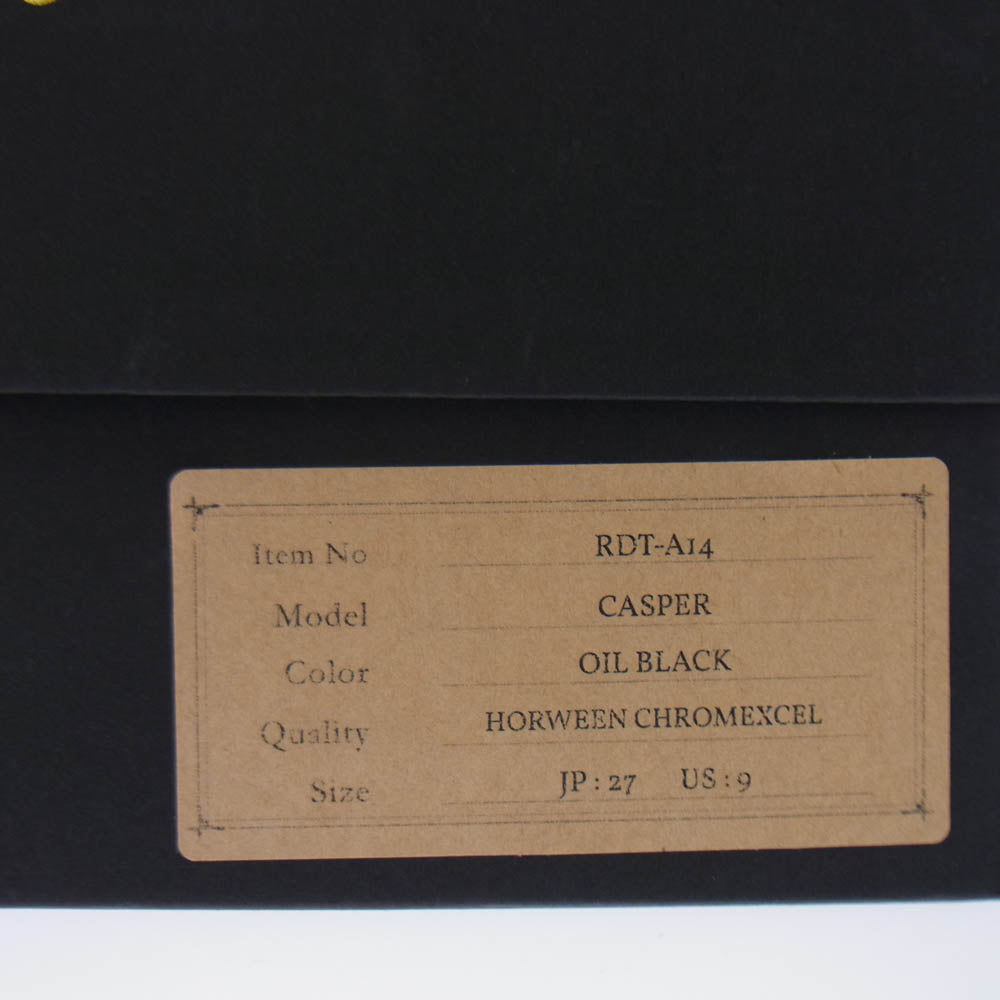 Item No RDT-A14
Model CASPER
Color OIL BLACK
Quality HORWEEN CHROMEXCEL
Size JP : 27 US : 9